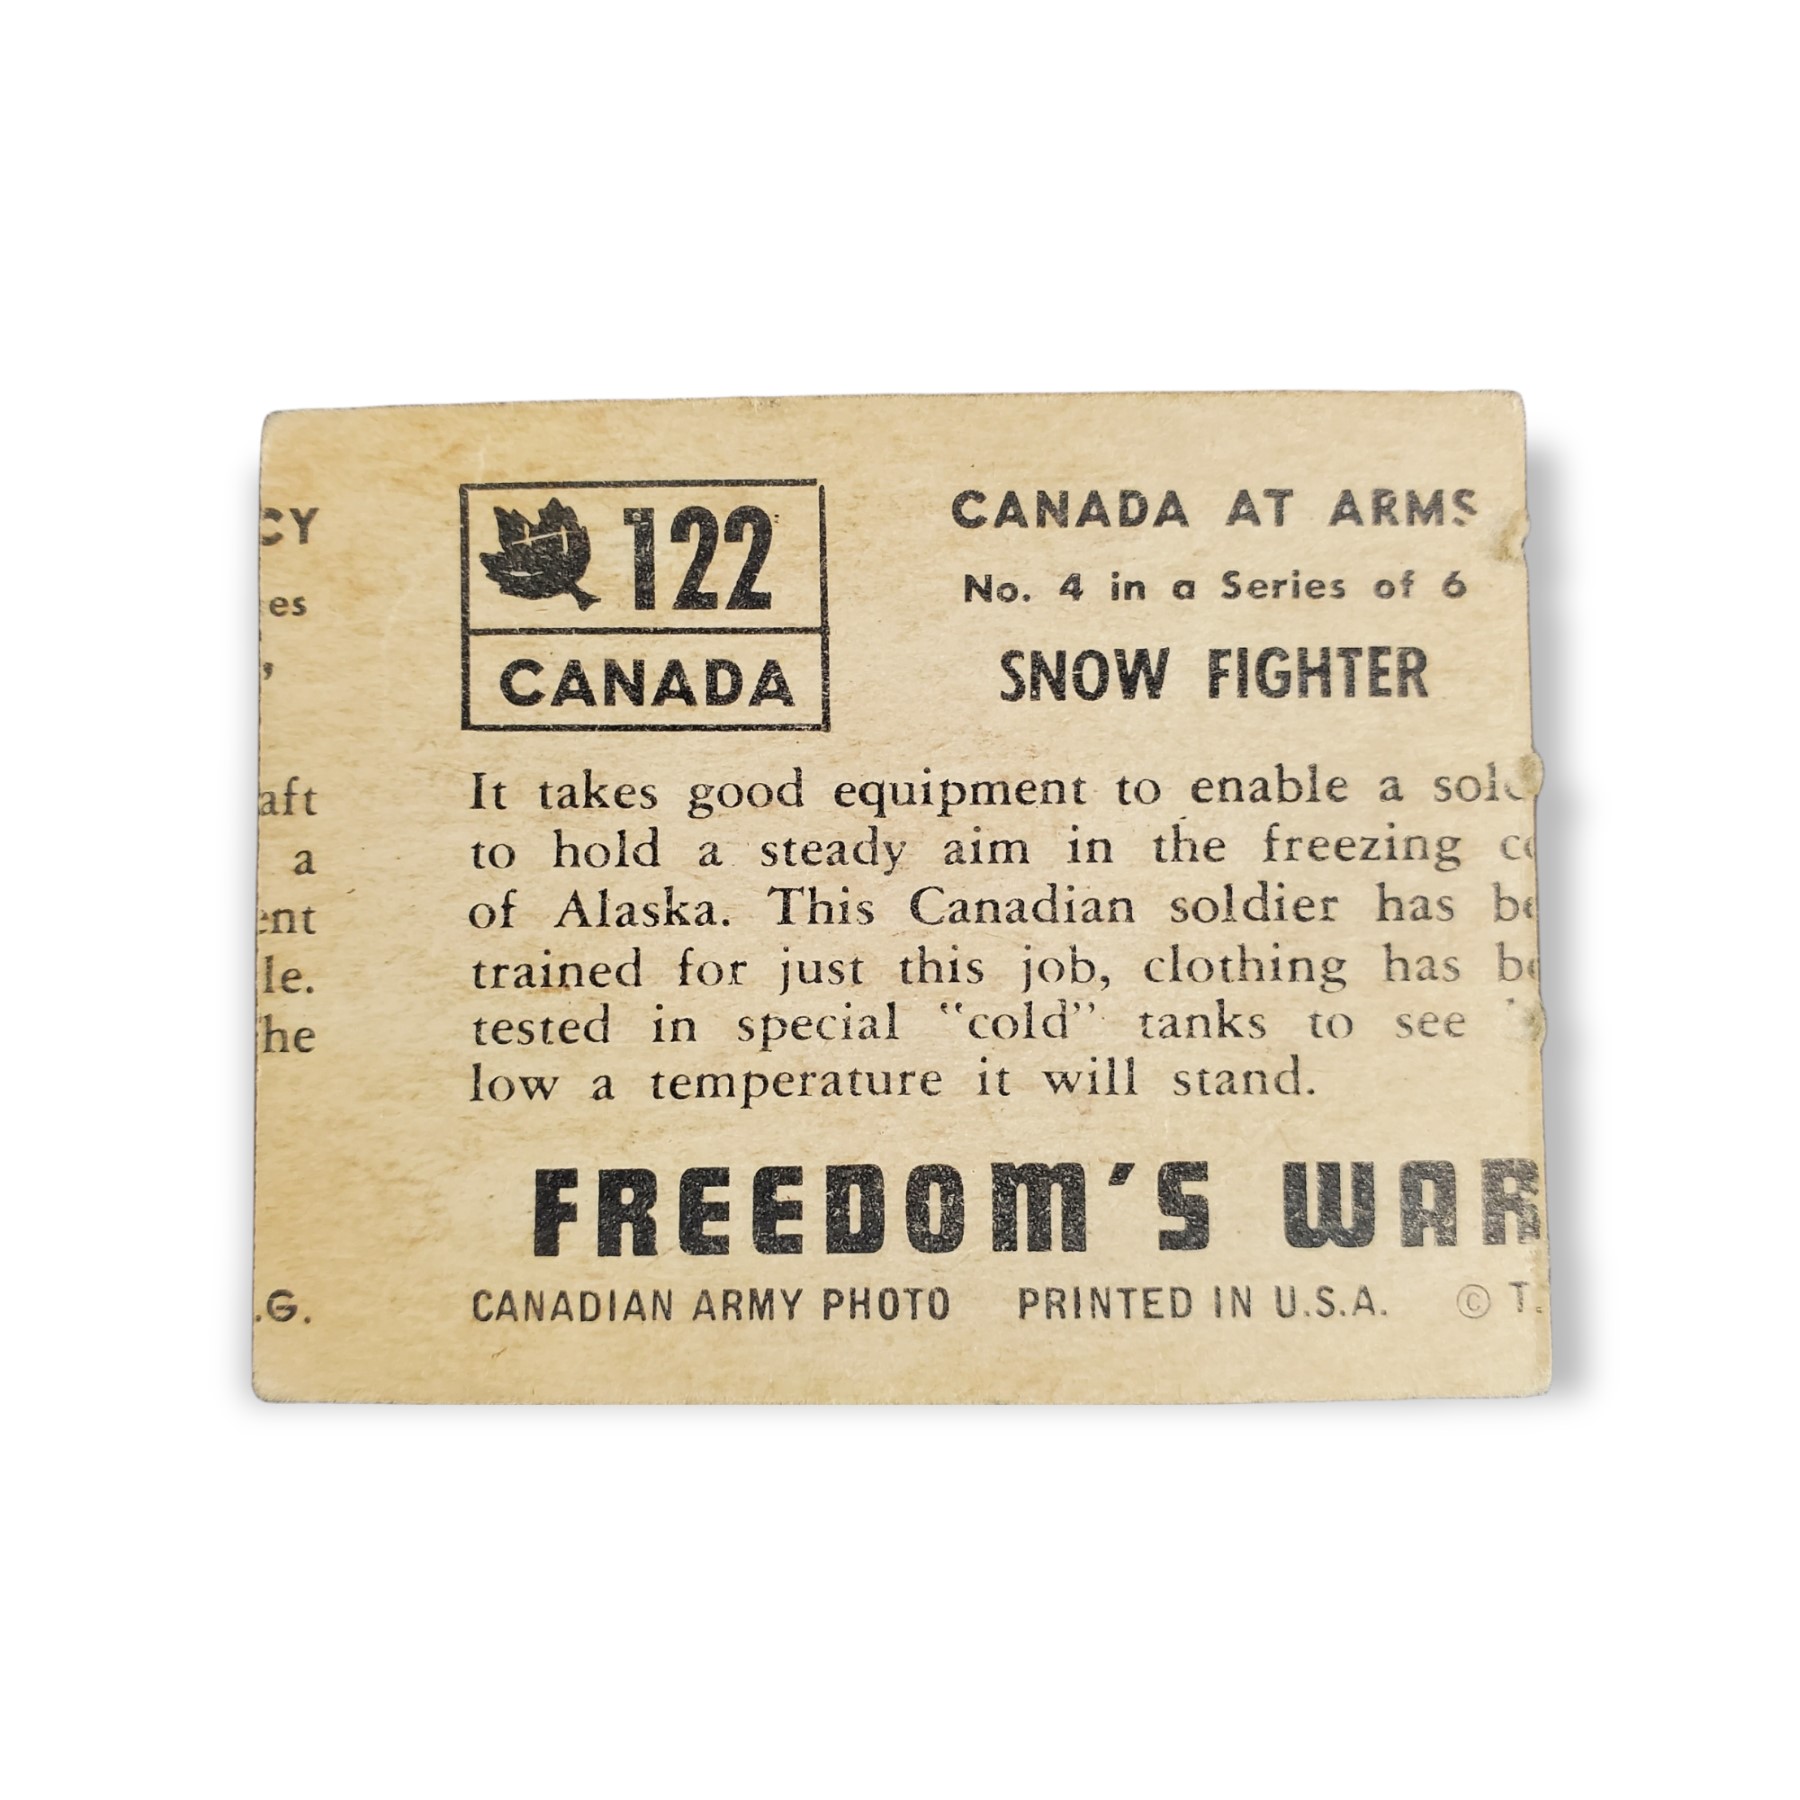 CY
es
aft
a
ent
le.
he
.G.
122
CANADA
CANADA AT ARMS
No. 4 in a Series of 6
SNOW FIGHTER
It takes good equipment to enable a
to hold a steady aim in the freezing
of Alaska. This Canadian soldier has
trained for just this job, clothing has
tested in special "cold" tanks to see
low a temperature it will stand.
FREEDOM'S WAR
CANADIAN ARMY PHOTO PRINTED IN U.S.A. © T.